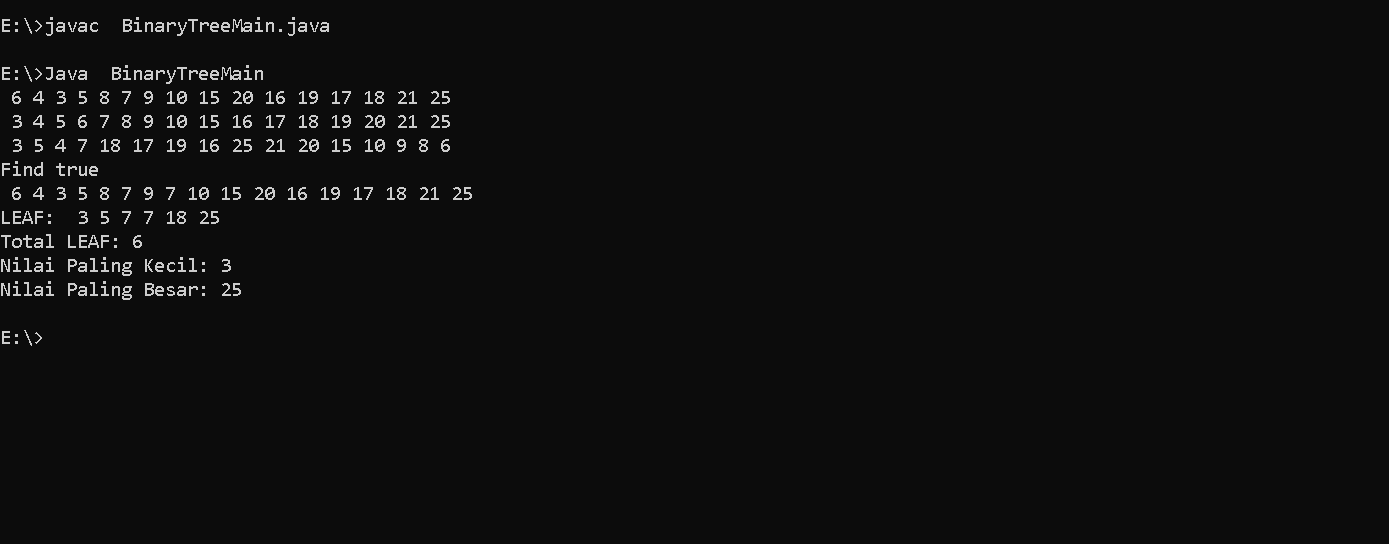 E:\>javac  BinaryTreeMain.java
E:\>Java  BinaryTreeMain
6 4 3 5 8 7 9 10 15 20 16 19 17 18 21 25
3 4 5 6 7 8 9 10 15 16 17 18 19 20 21 25
3 5 4 7 18 17 19 16 25 21 20 15 10 9 8 6
Find true
6 4 3 5 8 7 9 7 10 15 20 16 19 17 18 21 25
LEAF:  3 5 7 7 18 25
Total LEAF: 6
Nilai Paling Kecil: 3
Nilai Paling Besar: 25
E:\>